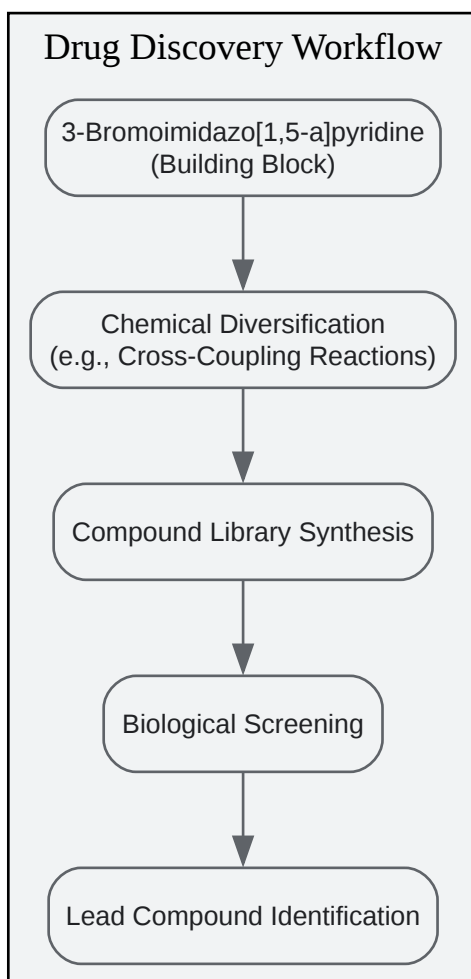 Drug Discovery Workflow
3-Bromoimidazo[1,5-a]pyridine
(Building Block)
Chemical Diversification
(e.g., Cross-Coupling Reactions)
Compound Library Synthesis
Biological Screening
Lead Compound Identification